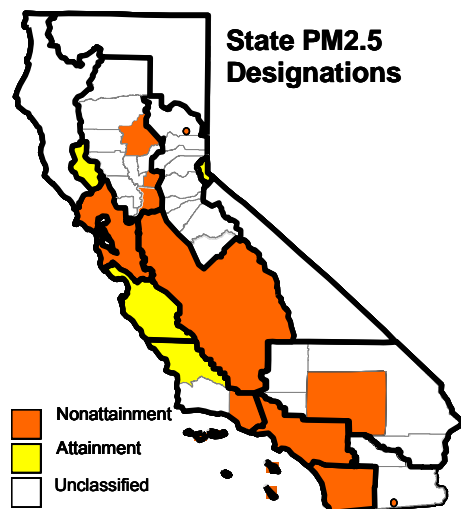 State PM2.5
Designations
Nonattainment
Attainment
Unclassified